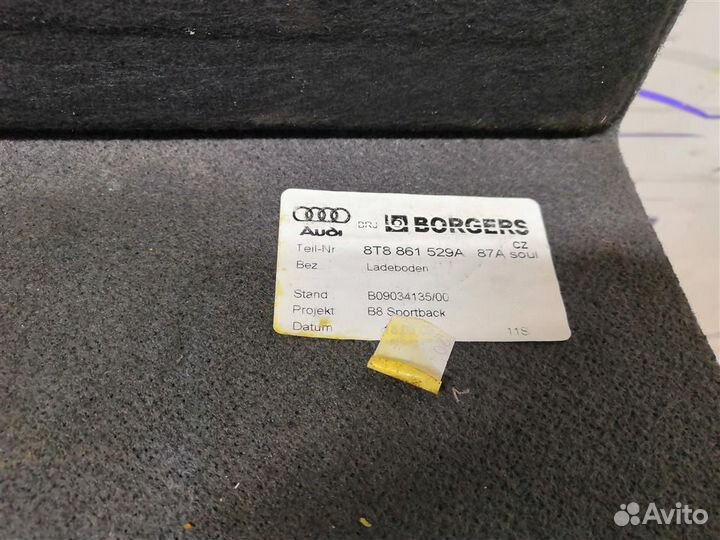 Audi BRJ BORGERS
Teil-Nr 8T8 861 529A 87A CZ soul
Bez Ladeboden
Stand B09034135/00
Projekt B8 Sportback
Datum 11S
Avito